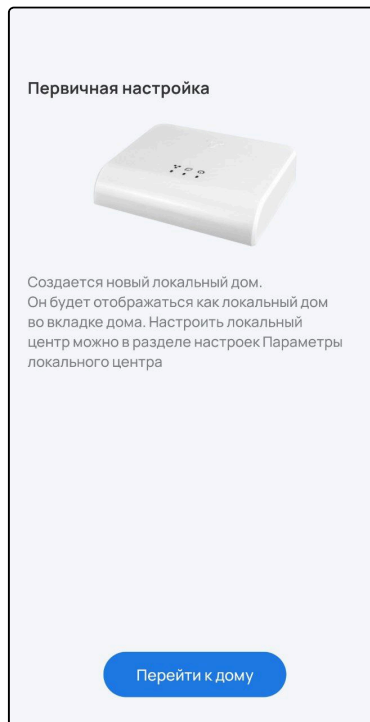 Первичная настройка
Создается новый локальный дом.
Он будет отображаться как локальный дом
во вкладке дома. Настроить локальный
центр можно в разделе настроек Параметры
локального центра
Перейти к дому